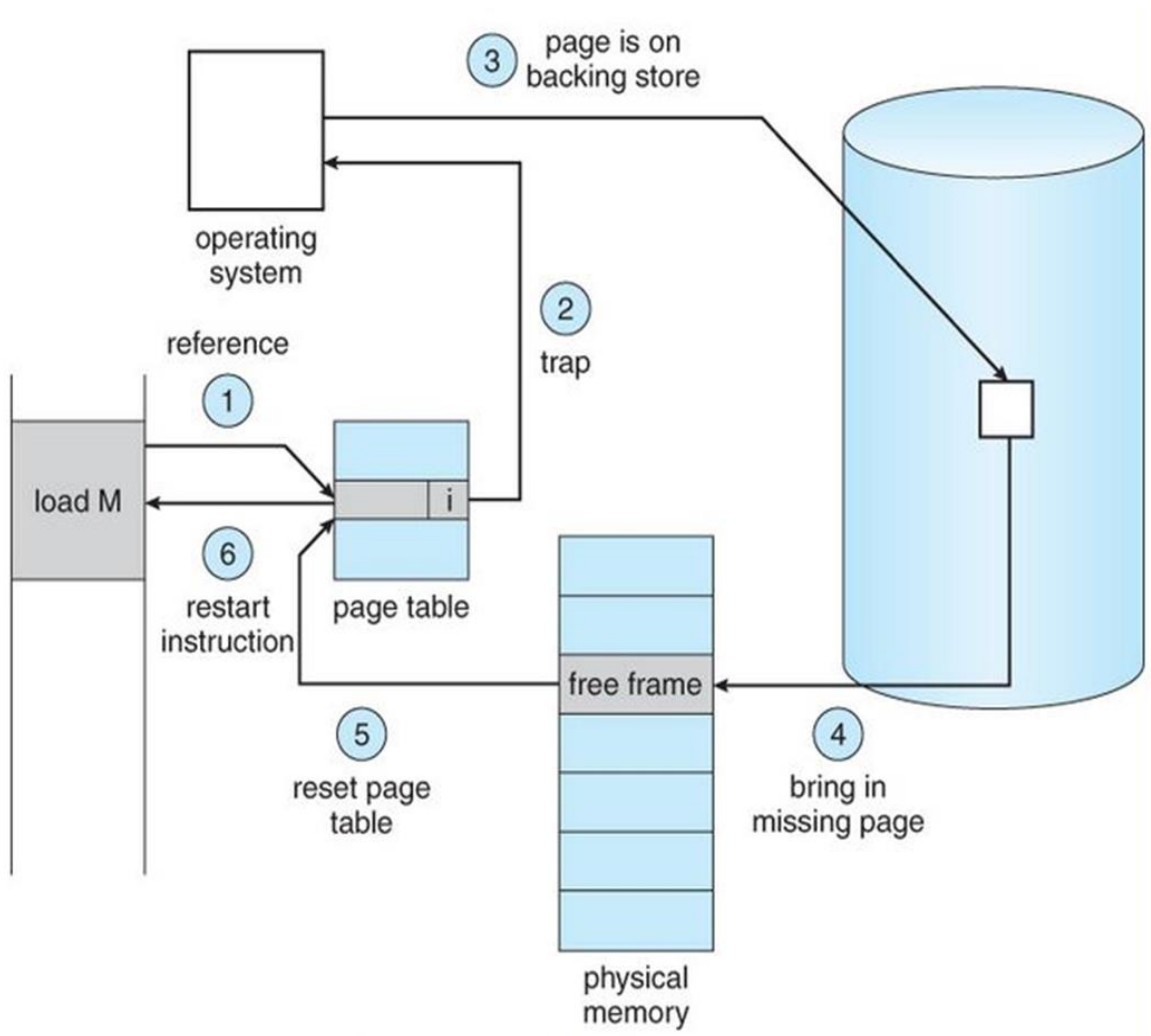 3
page is on
backing store
operating
system
2
trap
reference
1
load M
i
6
restart
instruction
page table
free frame
5
reset page
table
4
bring in
missing page
physical
memory